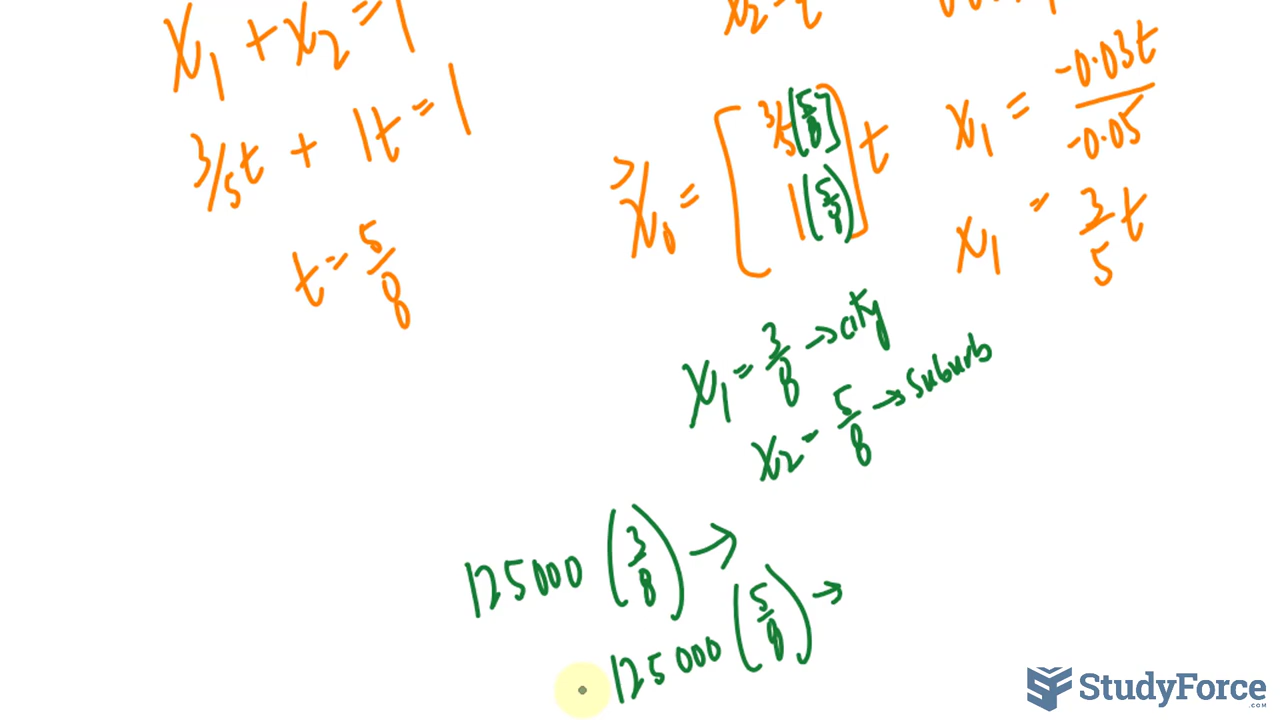 x₁ + x₂ = 1
3/5 t + 1t = 1
t = 5/8
x₀ = [3/5(5/8) 1(5/8)] t
x₁ = -0.03t / -0.05
x₁ = 3/5 t
x₁ = 3/8 → city
x₂ = 5/8 → suburb
125000 (3/8) →
125000 (5/8) →
StudyForce
.COM